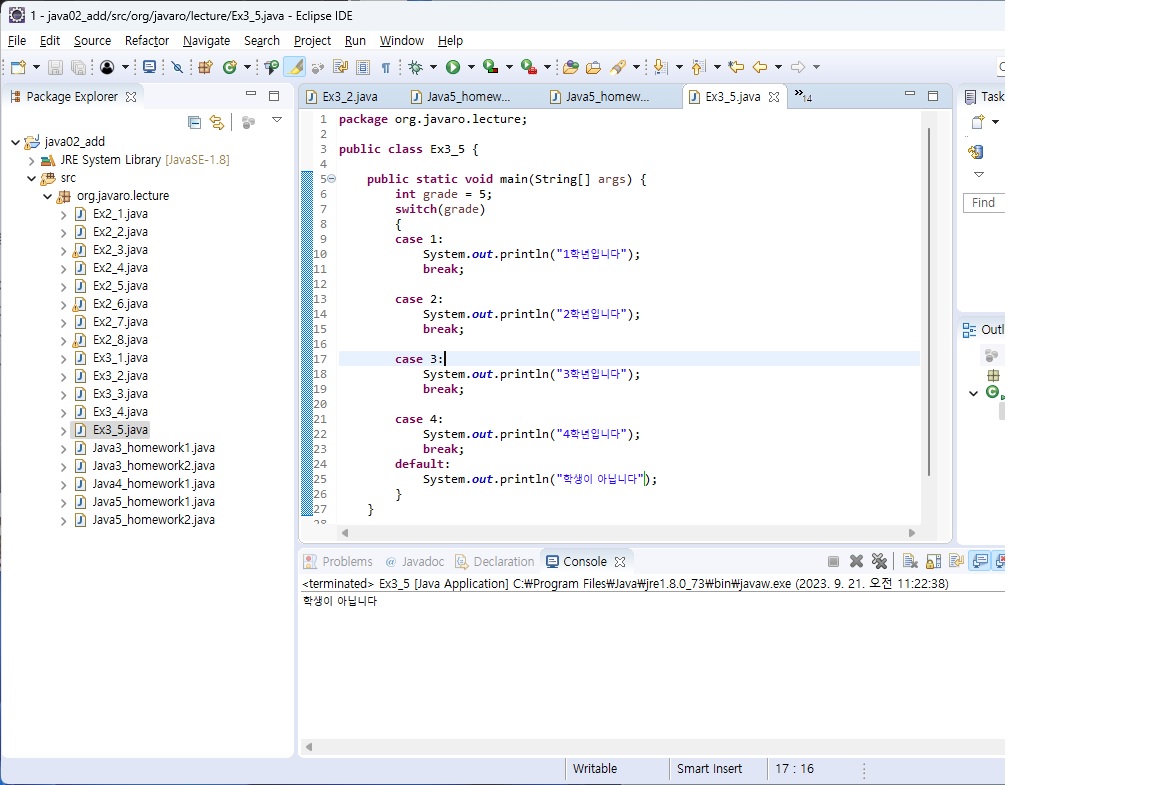 1 - java02_add/src/org/javaro/lecture/Ex3_5.java - Eclipse IDE
File Edit Source Refactor Navigate Search Project Run Window Help
Package Explorer
java02_add
JRE System Library [JavaSE-1.8]
src
org.javaro.lecture
Ex2_1.java
Ex2_2.java
Ex2_3.java
Ex2_4.java
Ex2_5.java
Ex2_6.java
Ex2_7.java
Ex2_8.java
Ex3_1.java
Ex3_2.java
Ex3_3.java
Ex3_4.java
Ex3_5.java
Java3_homework1.java
Java3_homework2.java
Java4_homework1.java
Java5_homework1.java
Java5_homework2.java
Ex3_2.java Java5_homew... Java5_homew... Ex3_5.java »14
1 package org.javaro.lecture;
2
3 public class Ex3_5 {
4
5 public static void main(String[] args) {
6 int grade = 5;
7 switch(grade)
8 {
9 case 1:
10 System.out.println("1학년입니다");
11 break;
12
13 case 2:
14 System.out.println("2학년입니다");
15 break;
16
17 case 3:
18 System.out.println("3학년입니다");
19 break;
20
21 case 4:
22 System.out.println("4학년입니다");
23 break;
24 default:
25 System.out.println("학생이 아닙니다");
26 }
27 }
28
Task
Find
Outl
Problems @ Javadoc Declaration Console
<terminated> Ex3_5 [Java Application] C:₩Program Files₩Java₩jre1.8.0_73₩bin₩javaw.exe (2023. 9. 21. 오전 11:22:38)
학생이 아닙니다
Writable Smart Insert 17 : 16